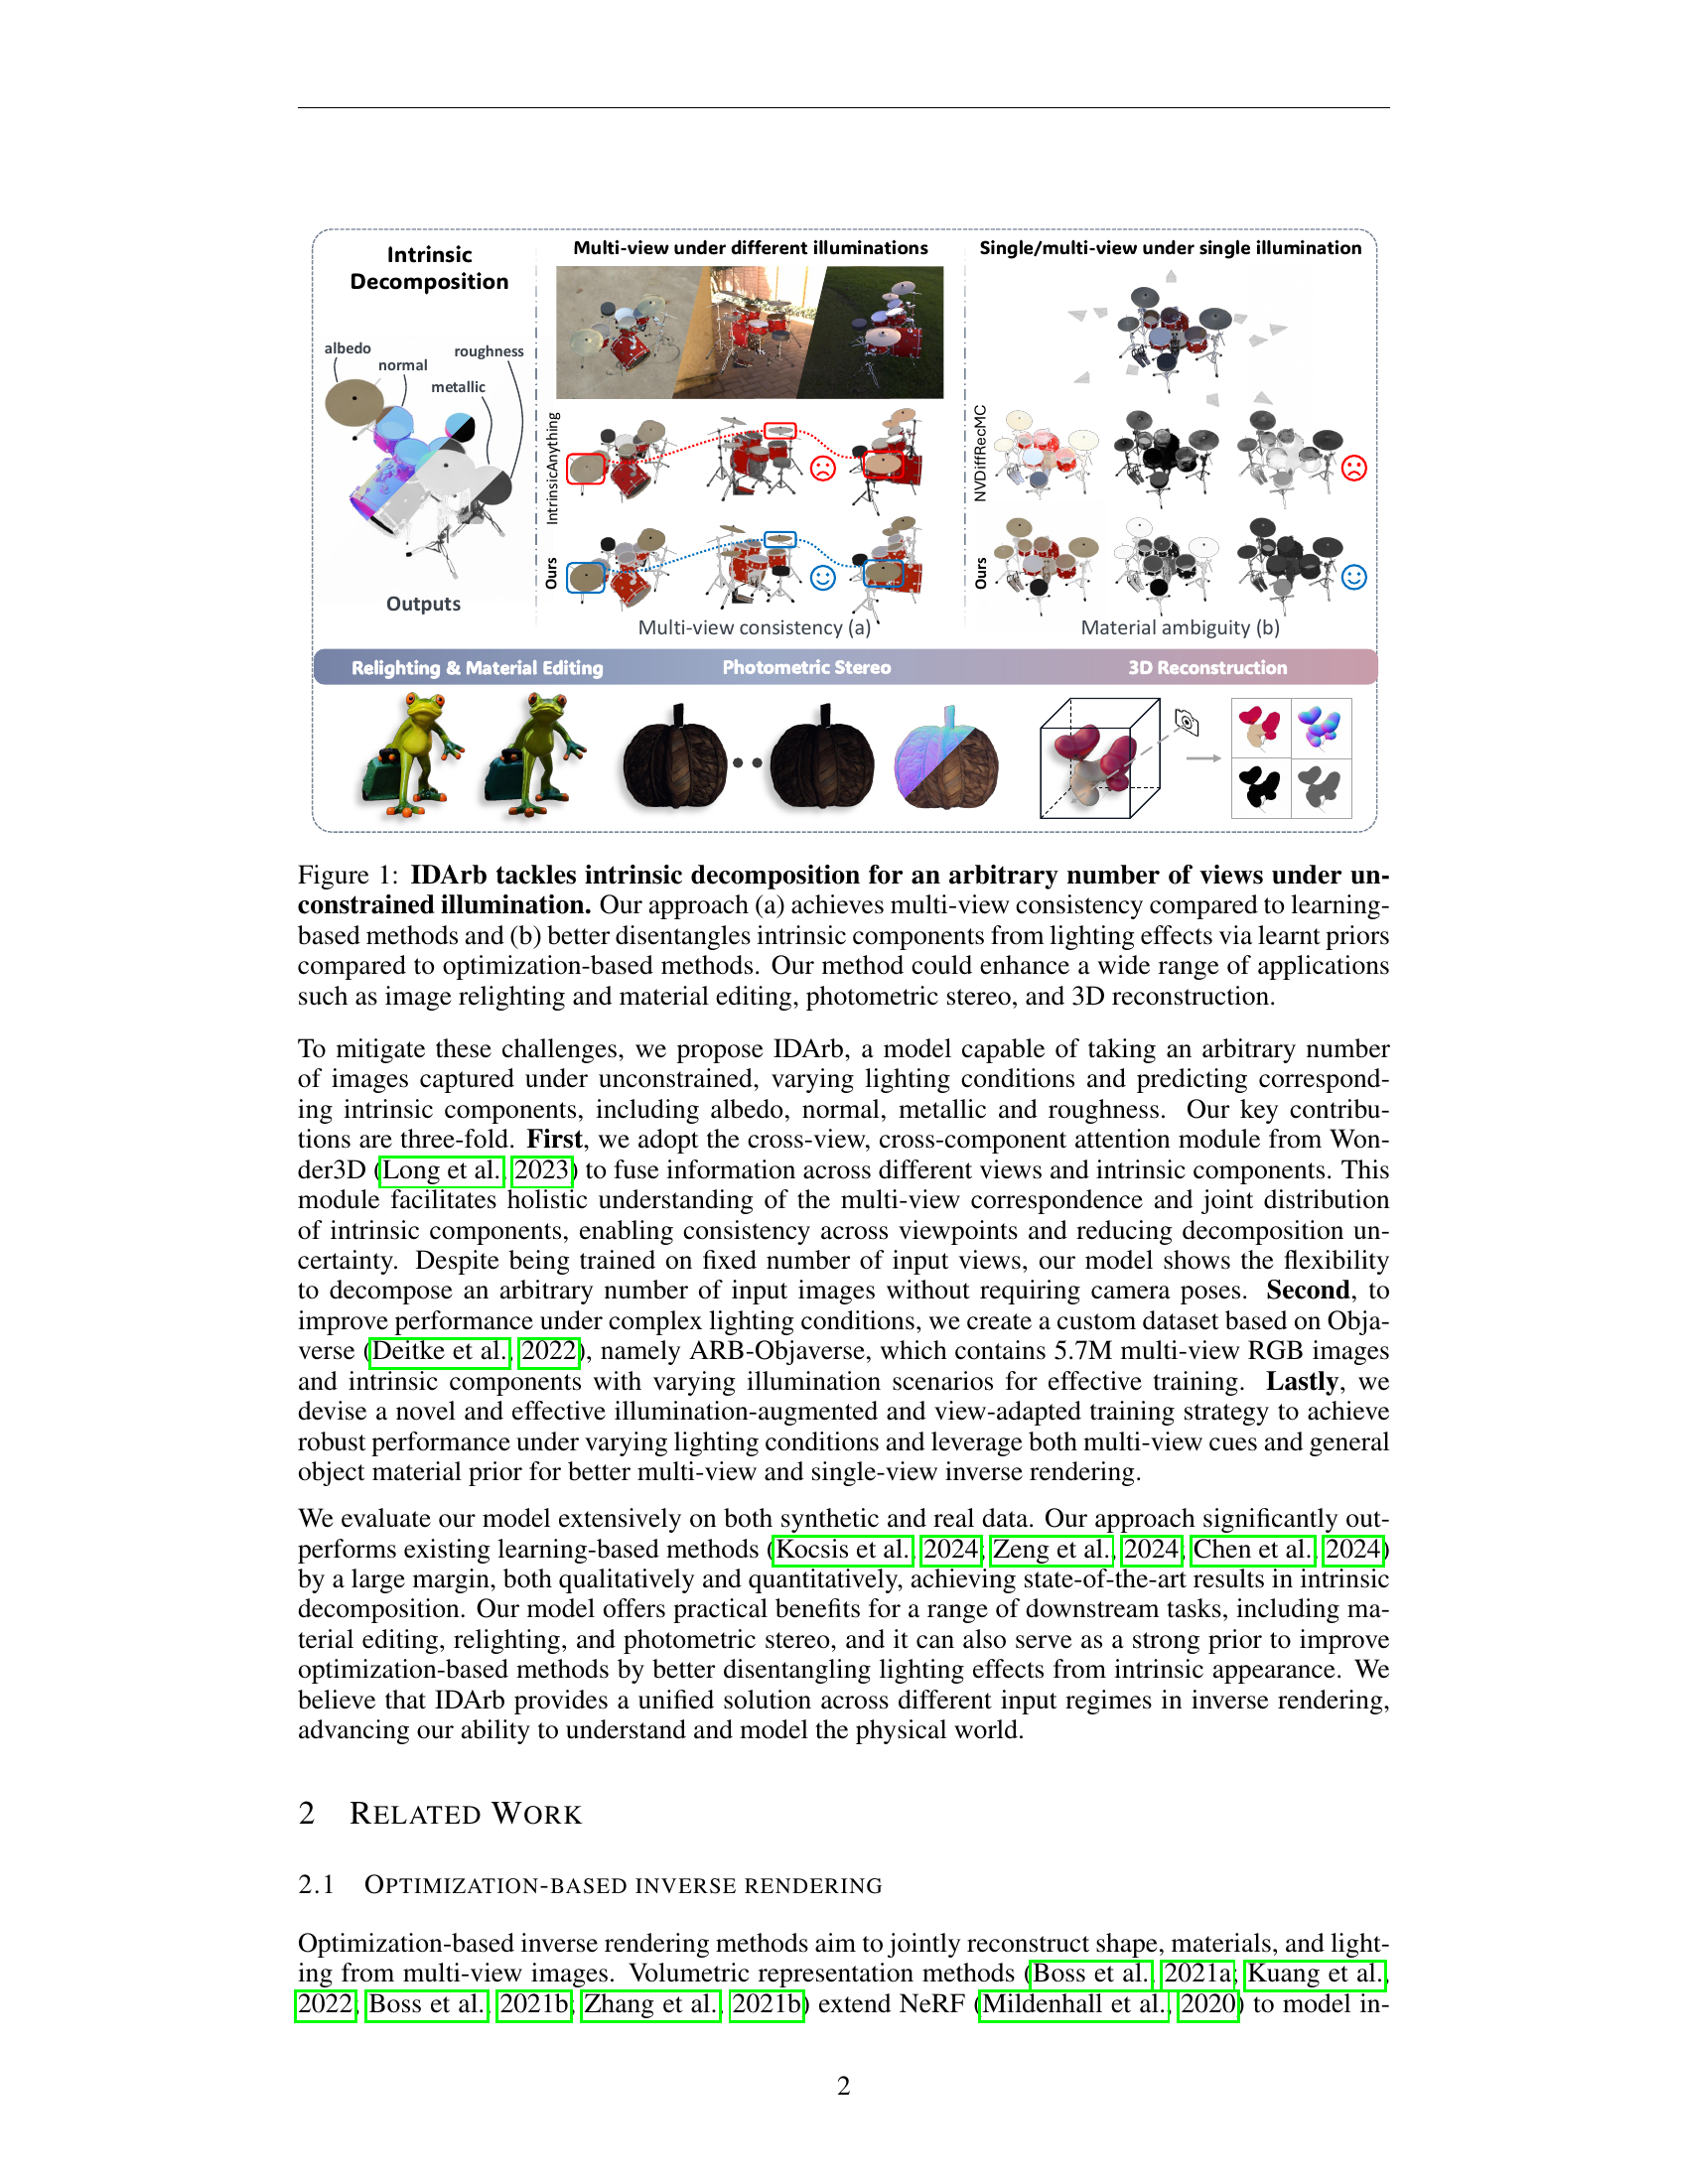 Intrinsic
Decomposition
albedo
normal
roughness
metallic
Outputs
Multi-view under different illuminations
IntrinsicAnything
Ours
Multi-view consistency (a)
Single/multi-view under single illumination
NVDiffRecMC
Ours
Material ambiguity (b)
Relighting & Material Editing
Photometric Stereo
3D Reconstruction
Figure 1: IDArb tackles intrinsic decomposition for an arbitrary number of views under un-
constrained illumination. Our approach (a) achieves multi-view consistency compared to learning-
based methods and (b) better disentangles intrinsic components from lighting effects via learnt priors
compared to optimization-based methods. Our method could enhance a wide range of applications
such as image relighting and material editing, photometric stereo, and 3D reconstruction.
To mitigate these challenges, we propose IDArb, a model capable of taking an arbitrary number
of images captured under unconstrained, varying lighting conditions and predicting correspond-
ing intrinsic components, including albedo, normal, metallic and roughness. Our key contribu-
tions are three-fold. First, we adopt the cross-view, cross-component attention module from Won-
der3D (Long et al., 2023) to fuse information across different views and intrinsic components. This
module facilitates holistic understanding of the multi-view correspondence and joint distribution
of intrinsic components, enabling consistency across viewpoints and reducing decomposition un-
certainty. Despite being trained on fixed number of input views, our model shows the flexibility
to decompose an arbitrary number of input images without requiring camera poses. Second, to
improve performance under complex lighting conditions, we create a custom dataset based on Obja-
verse (Deitke et al., 2022), namely ARB-Objaverse, which contains 5.7M multi-view RGB images
and intrinsic components with varying illumination scenarios for effective training. Lastly, we
devise a novel and effective illumination-augmented and view-adapted training strategy to achieve
robust performance under varying lighting conditions and leverage both multi-view cues and general
object material prior for better multi-view and single-view inverse rendering.
We evaluate our model extensively on both synthetic and real data. Our approach significantly out-
performs existing learning-based methods (Kocsis et al., 2024; Zeng et al., 2024; Chen et al., 2024)
by a large margin, both qualitatively and quantitatively, achieving state-of-the-art results in intrinsic
decomposition. Our model offers practical benefits for a range of downstream tasks, including ma-
terial editing, relighting, and photometric stereo, and it can also serve as a strong prior to improve
optimization-based methods by better disentangling lighting effects from intrinsic appearance. We
believe that IDArb provides a unified solution across different input regimes in inverse rendering,
advancing our ability to understand and model the physical world.
2 RELATED WORK
2.1 OPTIMIZATION-BASED INVERSE RENDERING
Optimization-based inverse rendering methods aim to jointly reconstruct shape, materials, and light-
ing from multi-view images. Volumetric representation methods (Boss et al., 2021a; Kuang et al.,
2022; Boss et al., 2021b; Zhang et al., 2021b) extend NeRF (Mildenhall et al., 2020) to model in-
2